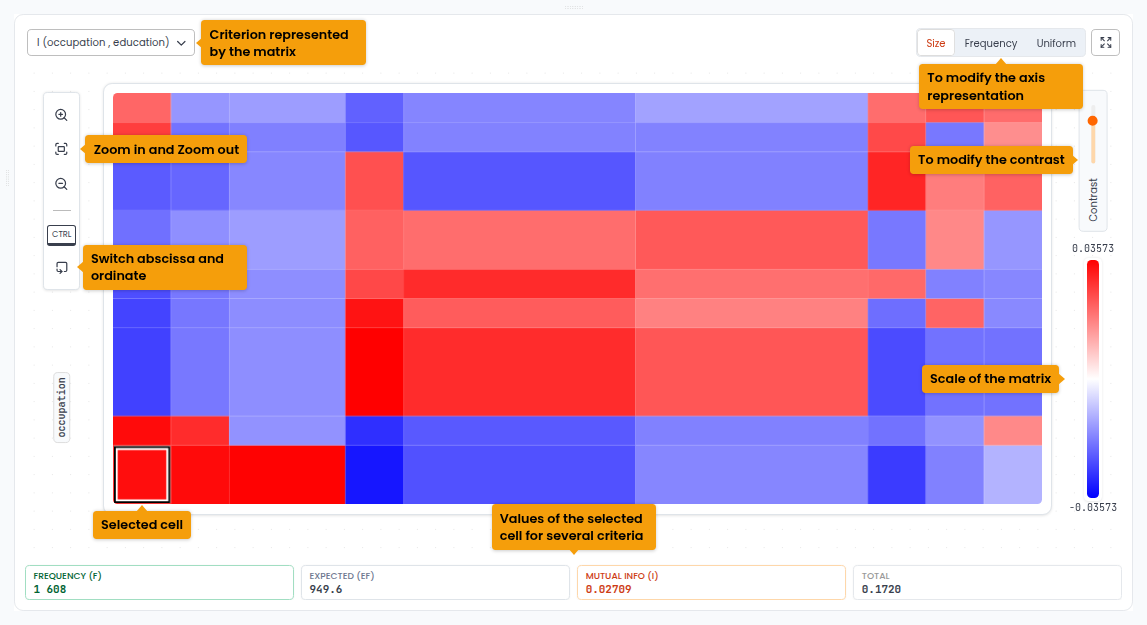 I (occupation , education)
Criterion represented
by the matrix
Size
Frequency
Uniform
To modify the axis
representation
Zoom in and Zoom out
To modify the contrast
Contrast
CTRL
Switch abscissa and
ordinate
0.03573
Scale of the matrix
occupation
-0.03573
Selected cell
Values of the selected
cell for several criteria
FREQUENCY (F)
1 608
EXPECTED (EF)
949.6
MUTUAL INFO (I)
0.02709
TOTAL
0.1720